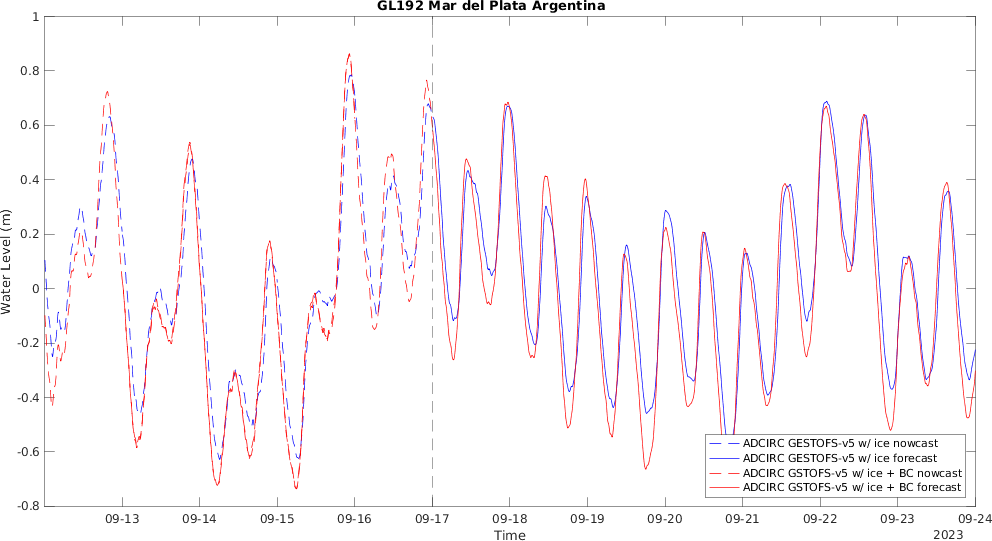 GL192 Mar del Plata Argentina
Water Level (m)
1
0.8
0.6
0.4
0.2
0
-0.2
-0.4
-0.6
-0.8
ADCIRC GESTOFS-v5 w/ ice nowcast
ADCIRC GESTOFS-v5 w/ ice forecast
ADCIRC GSTOFS-v5 w/ ice + BC nowcast
ADCIRC GSTOFS-v5 w/ ice + BC forecast
09-13 09-14 09-15 09-16 09-17 09-18 09-19 09-20 09-21 09-22 09-23 09-24
Time
2023